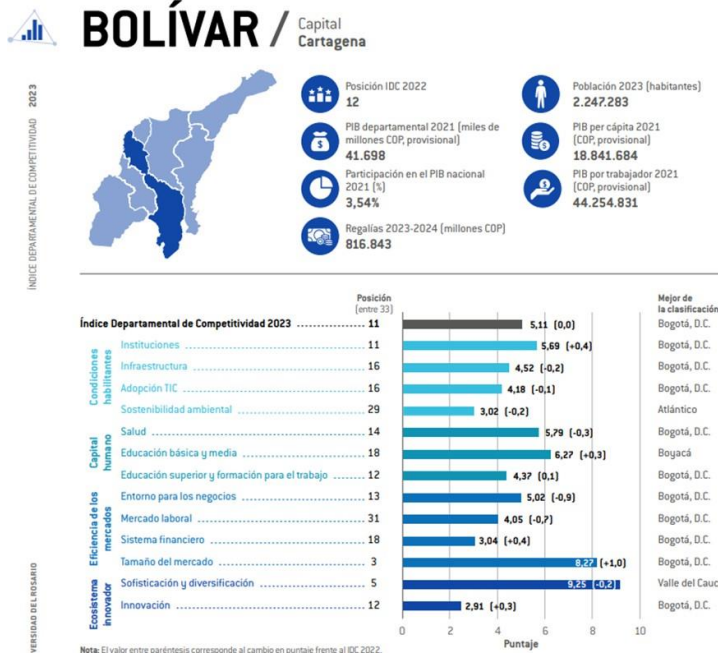 BOLÍVAR / Capital
Cartagena
ÍNDICE DEPARTAMENTAL DE COMPETITIVIDAD 2023
Posición IDC 2022
12
Población 2023 (habitantes)
2.247.283
PIB departamental 2021 (miles de
millones COP, provisional)
41.698
PIB per cápita 2021
(COP, provisional)
18.841.684
Participación en el PIB nacional
2021 (%)
3,54%
PIB por trabajador 2021
(COP, provisional)
44.254.831
Regalías 2023-2024 (millones COP)
816.843
Posición
(entre 33)
Mejor de
la clasificación
Índice Departamental de Competitividad 2023 11 5,11 (0,0) Bogotá, D.C.
Condiciones
habilitantes
Instituciones 11 5,69 (+0,4) Bogotá, D.C.
Infraestructura 16 4,52 (-0,2) Bogotá, D.C.
Adopción TIC 16 4,18 (-0,1) Bogotá, D.C.
Sostenibilidad ambiental 29 3,02 (-0,2) Atlántico
Capital
humano
Salud 14 5,79 (-0,3) Bogotá, D.C.
Educación básica y media 18 6,27 (+0,3) Boyacá
Educación superior y formación para el trabajo 12 4,37 (0,1) Bogotá, D.C.
Eficiencia de los
mercados
Entorno para los negocios 13 5,02 (-0,9) Bogotá, D.C.
Mercado laboral 31 4,05 (-0,7) Bogotá, D.C.
Sistema financiero 18 3,04 (+0,4) Bogotá, D.C.
Tamaño del mercado 3 8,27 (+1,0) Bogotá, D.C.
Ecosistema
innovador
Sofisticación y diversificación 5 9,25 (-0,2) Valle del Cauc
Innovación 12 2,91 (+0,3) Bogotá, D.C.
0 2 4 6 8 10
Puntaje
VERSIDAD DEL ROSARIO
Nota: El valor entre paréntesis corresponde al cambio en puntaje frente al IDC 2022.